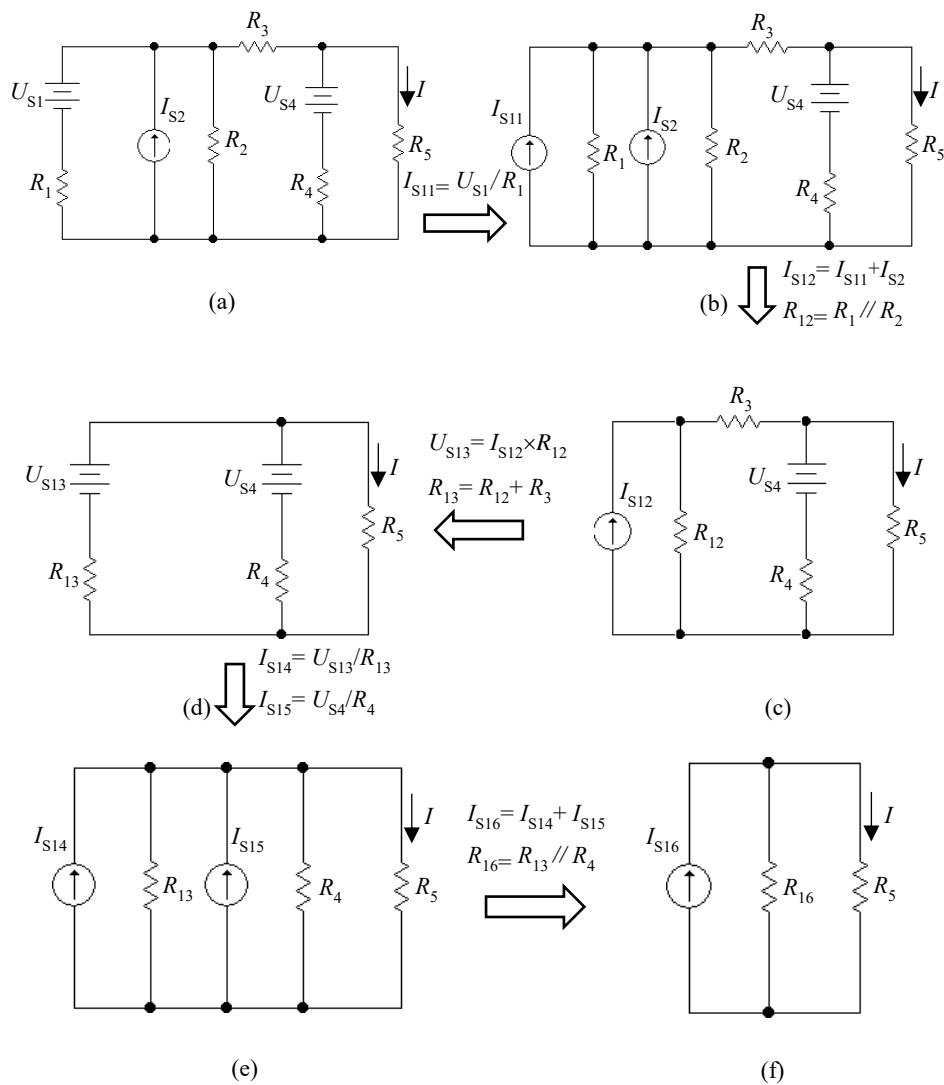 R3
US1
IS2
R2
US4
I
R5
R1
R4
(a)
IS11= US1/R1
R3
IS11
R1
IS2
R2
US4
I
R5
R4
(b)
IS12= IS11+IS2
R12= R1 // R2
US13
US4
I
R5
R13
R4
(d)
US13= IS12×R12
R13= R12+ R3
R3
IS12
R12
US4
I
R5
R4
(c)
IS14= US13/R13
IS15= US4/R4
IS14
R13
IS15
R4
I
R5
(e)
IS16= IS14+ IS15
R16= R13 // R4
IS16
R16
I
R5
(f)